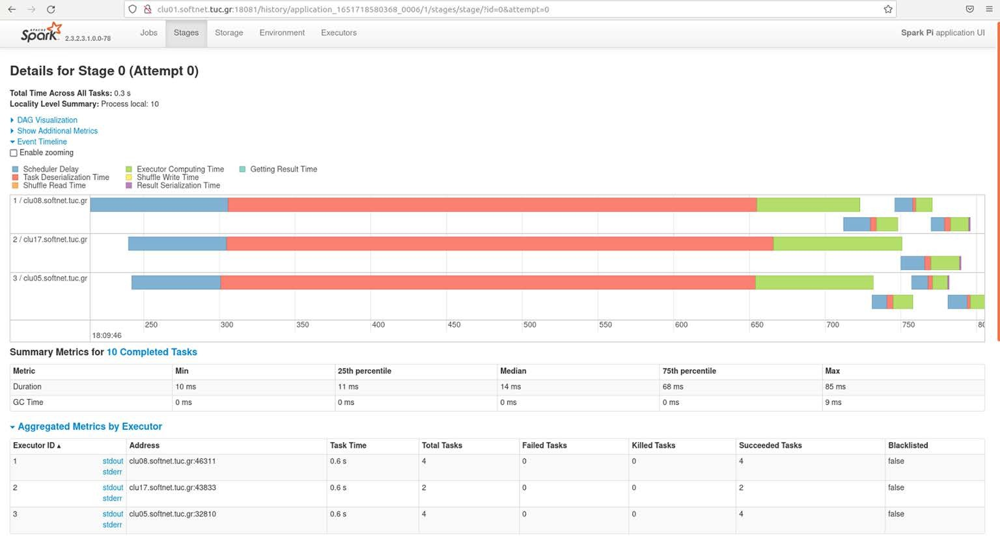 clu01.softnet.tuc.gr:18081/history/application_1651718580368_0006/1/stages/stage/?id=0&attempt=0
APACHE Spark 2.3.2.3.1.0.0-78 Jobs Stages Storage Environment Executors Spark Pi application UI
Details for Stage 0 (Attempt 0)
Total Time Across All Tasks: 0.3 s
Locality Level Summary: Process local: 10
DAG Visualization
Show Additional Metrics
Event Timeline
Enable zooming
Scheduler Delay Executor Computing Time Getting Result Time
Task Deserialization Time Shuffle Write Time
Shuffle Read Time Result Serialization Time
1 / clu08.softnet.tuc.gr
2 / clu17.softnet.tuc.gr
3 / clu05.softnet.tuc.gr
250 300 350 400 450 500 550 600 650 700 750 80
18:09:46
Summary Metrics for 10 Completed Tasks
Metric Min 25th percentile Median 75th percentile Max
Duration 10 ms 11 ms 14 ms 68 ms 85 ms
GC Time 0 ms 0 ms 0 ms 0 ms 9 ms
Aggregated Metrics by Executor
Executor ID ▴ Address Task Time Total Tasks Failed Tasks Killed Tasks Succeeded Tasks Blacklisted
1 stdout clu08.softnet.tuc.gr:46311 0.6 s 4 0 0 4 false
stderr
2 stdout clu17.softnet.tuc.gr:43833 0.6 s 2 0 0 2 false
stderr
3 stdout clu05.softnet.tuc.gr:32810 0.6 s 4 0 0 4 false
stderr